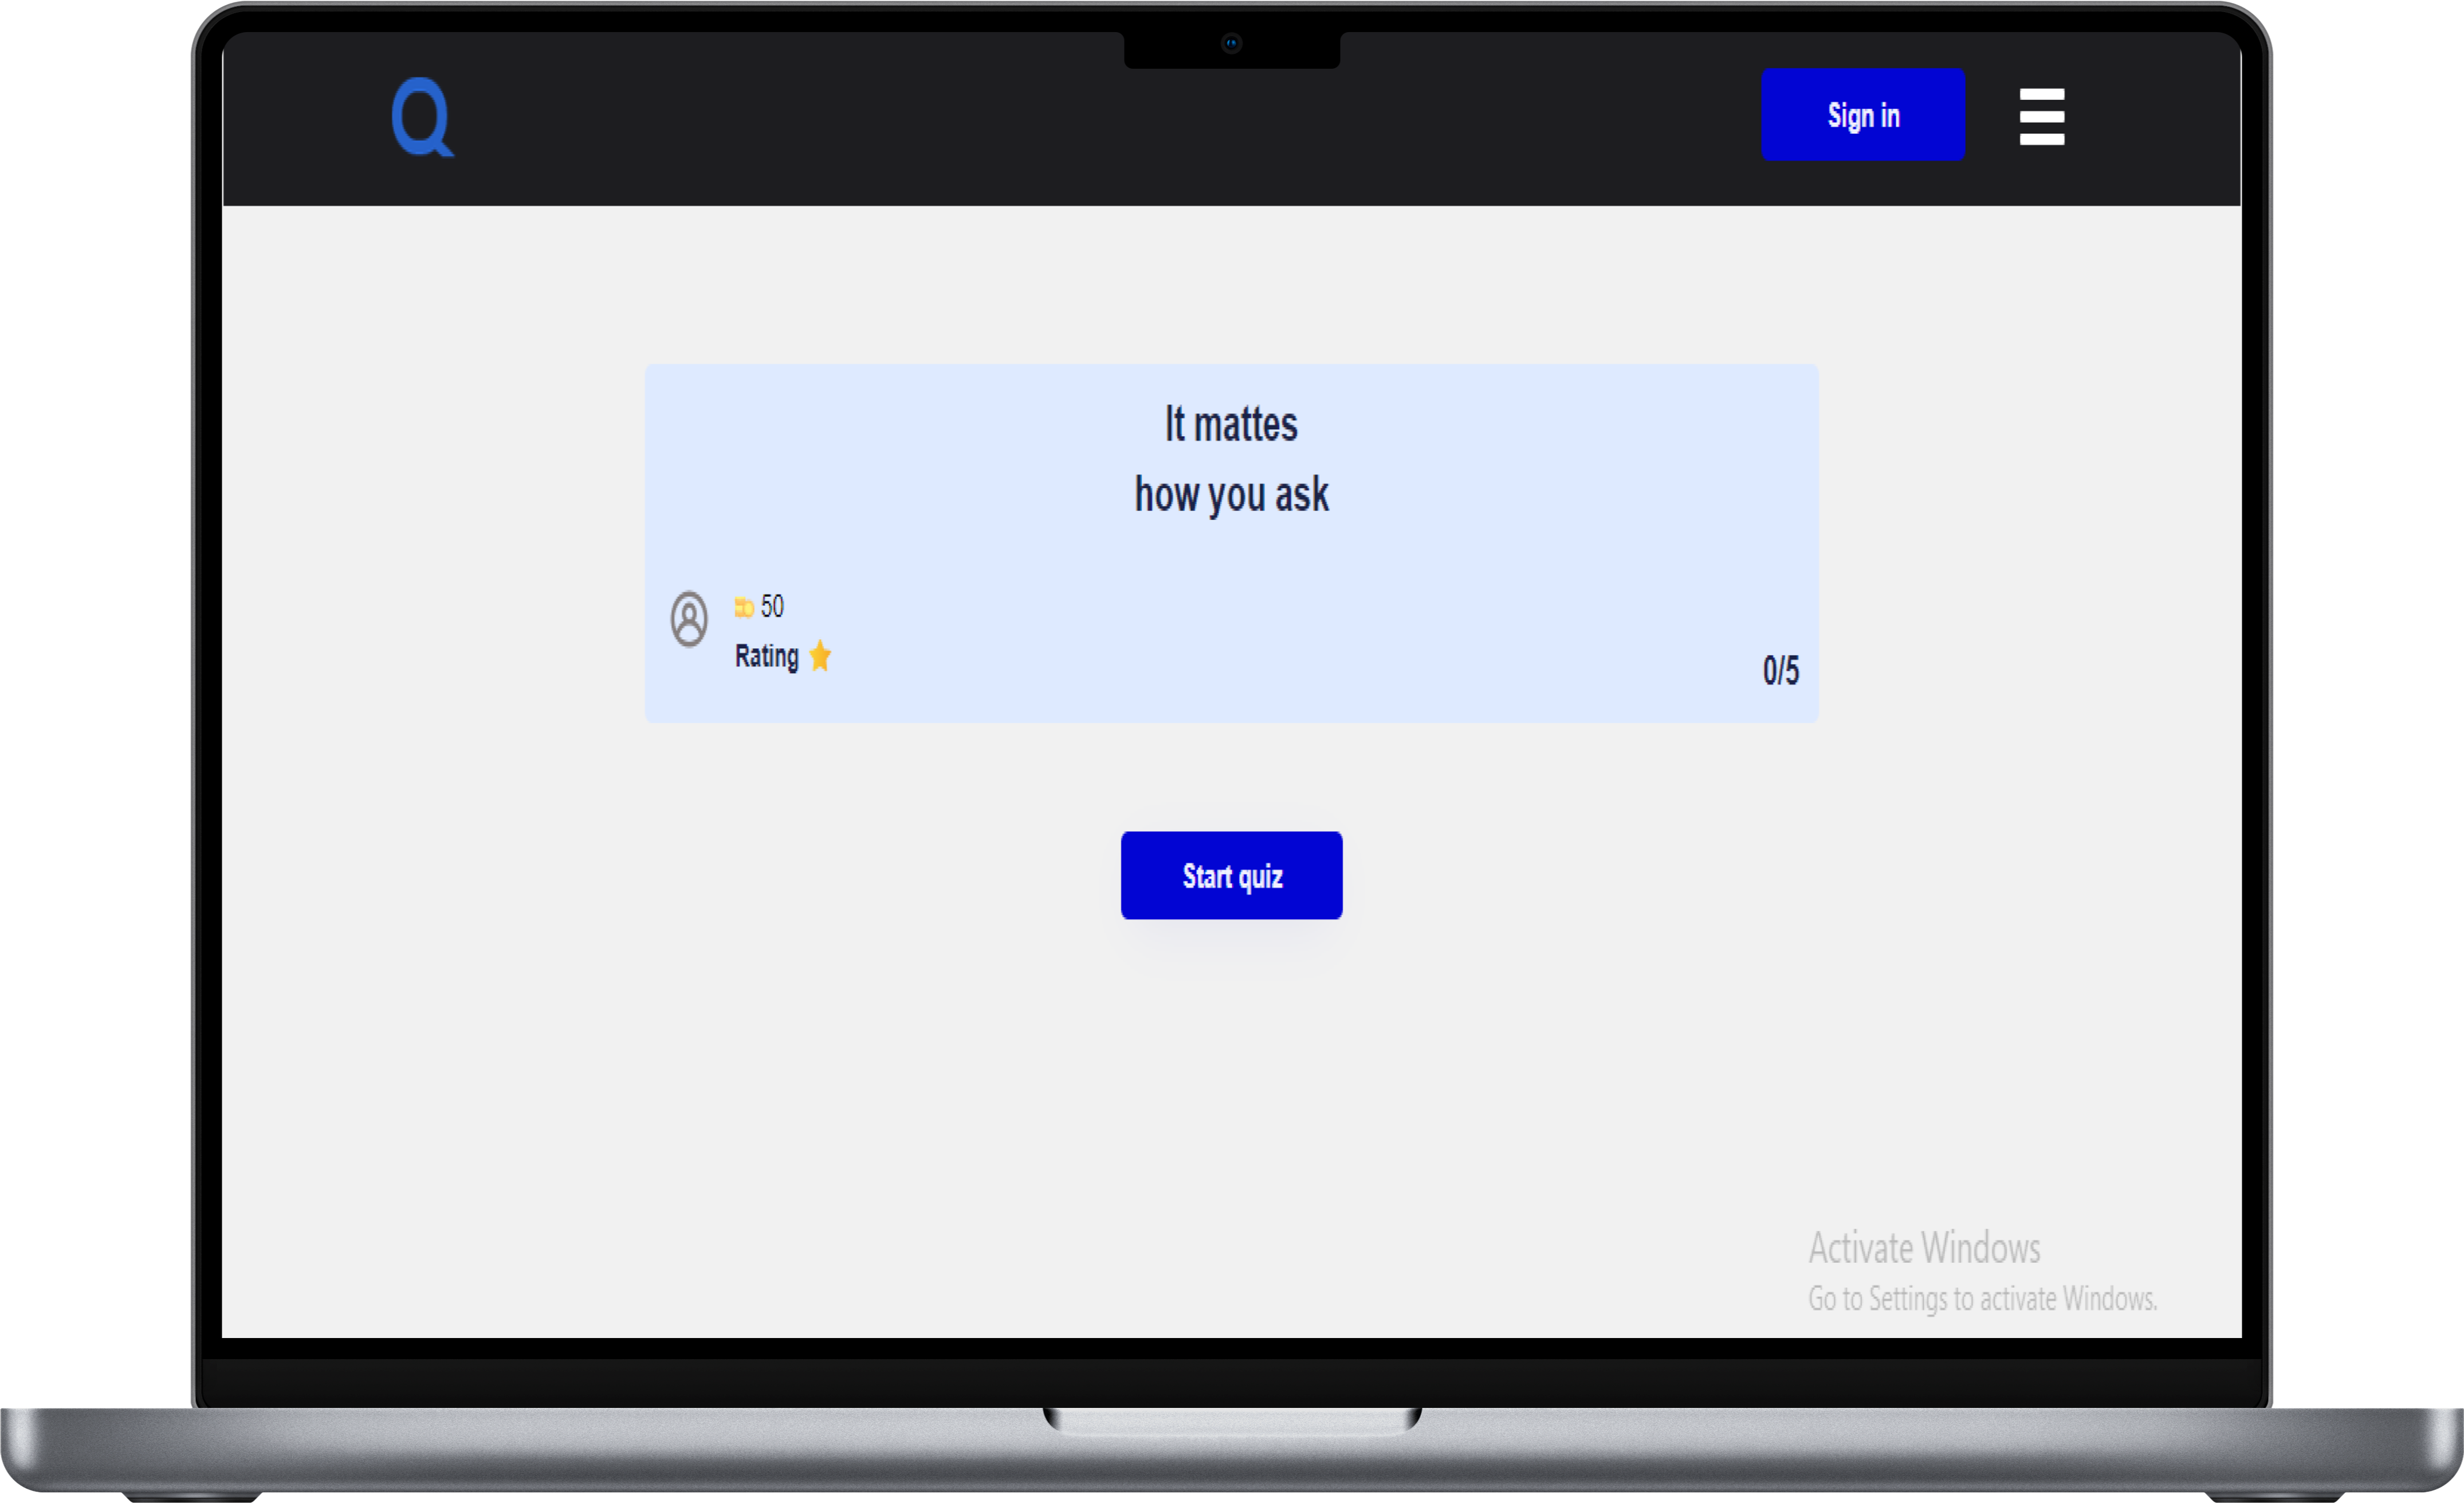 Q
Sign in
It mattes
how you ask
50
Rating
0/5
Start quiz
Activate Windows
Go to Settings to activate Windows.